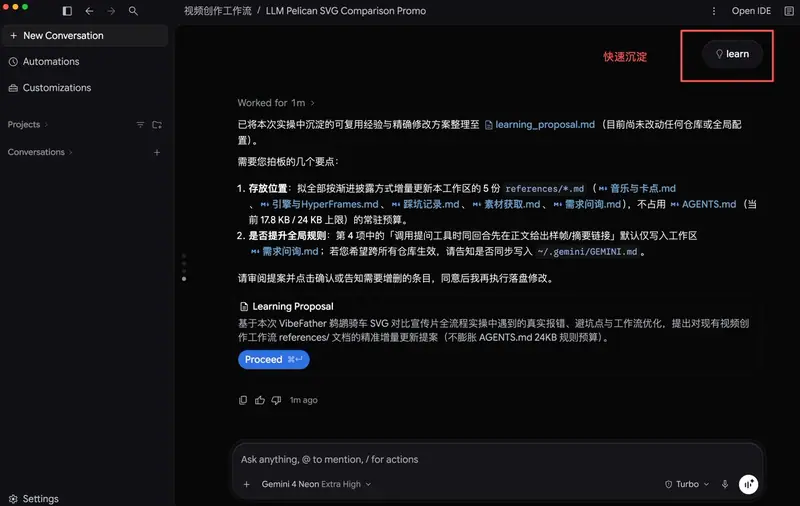 视频创作工作流 / LLM Pelican SVG Comparison Promo
Open IDE
+ New Conversation
Automations
Customizations
Projects >
Conversations >
快速沉淀
learn
Worked for 1m >
已将本次实操中沉淀的可复用经验与精确修改方案整理至 learning_proposal.md（目前尚未改动任何仓库或全局配
置）。
需要您拍板的几个要点：
1. 存放位置：拟全部按渐进披露方式增量更新本工作区的 5 份 references/*.md（音乐与卡点.md
、引擎与HyperFrames.md、踩坑记录.md、素材获取.md、需求问询.md），不占用 AGENTS.md（当
前 17.8 KB / 24 KB 上限）的常驻预算。
2. 是否提升全局规则：第 4 项中的「调用提问工具时同回合先在正文给出样帧/摘要链接」默认仅写入工作区
需求问询.md；若您希望跨所有仓库生效，请告知是否同步写入 ~/.gemini/GEMINI.md。
请审阅提案并点击确认或告知需要增删的条目，同意后我再执行落盘修改。
Learning Proposal
基于本次 VibeFather 鹈鹕骑车 SVG 对比宣传片全流程实操中遇到的真实报错、避坑点与工作流优化，提出对现有视频创
作工作流 references/ 文档的精准增量更新提案（不膨胀 AGENTS.md 24KB 规则预算）。
Proceed ⌘↵
1m ago
Ask anything, @ to mention, / for actions
+ Gemini 4 Neon Extra High
Turbo
Settings